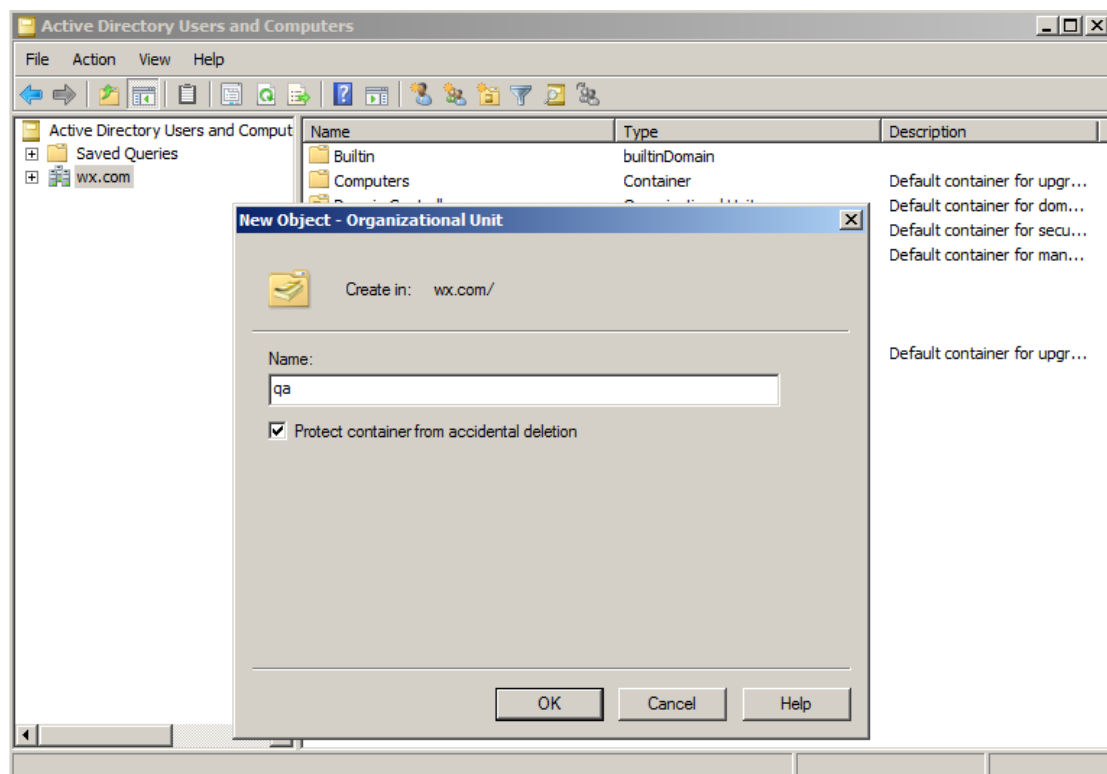 Active Directory Users and Computers
File Action View Help
Active Directory Users and Comput
Saved Queries
wx.com
Name Type Description
Builtin builtinDomain
Computers Container Default container for upgr...
Default container for dom...
Default container for secu...
Default container for man...
Default container for upgr...
New Object - Organizational Unit
Create in: wx.com/
Name:
qa
Protect container from accidental deletion
OK Cancel Help